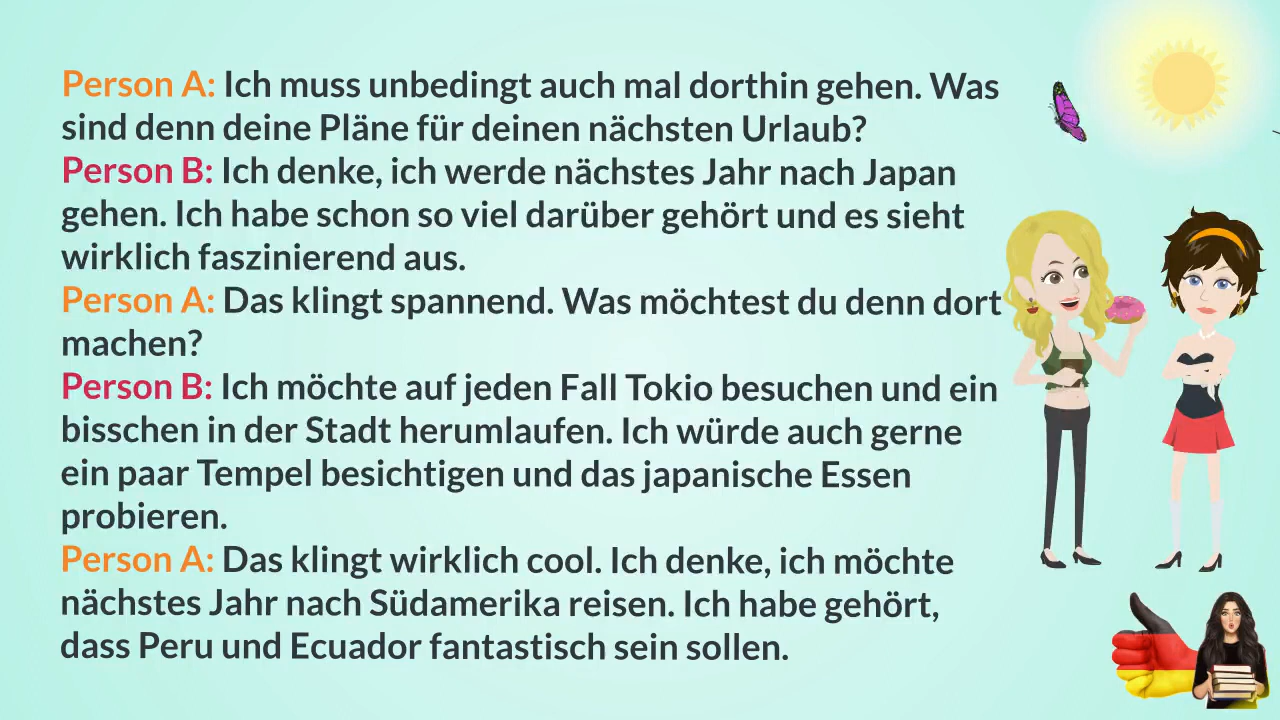 Person A: Ich muss unbedingt auch mal dorthin gehen. Was
sind denn deine Pläne für deinen nächsten Urlaub?
Person B: Ich denke, ich werde nächstes Jahr nach Japan
gehen. Ich habe schon so viel darüber gehört und es sieht
wirklich faszinierend aus.
Person A: Das klingt spannend. Was möchtest du denn dort
machen?
Person B: Ich möchte auf jeden Fall Tokio besuchen und ein
bisschen in der Stadt herumlaufen. Ich würde auch gerne
ein paar Tempel besichtigen und das japanische Essen
probieren.
Person A: Das klingt wirklich cool. Ich denke, ich möchte
nächstes Jahr nach Südamerika reisen. Ich habe gehört,
dass Peru und Ecuador fantastisch sein sollen.